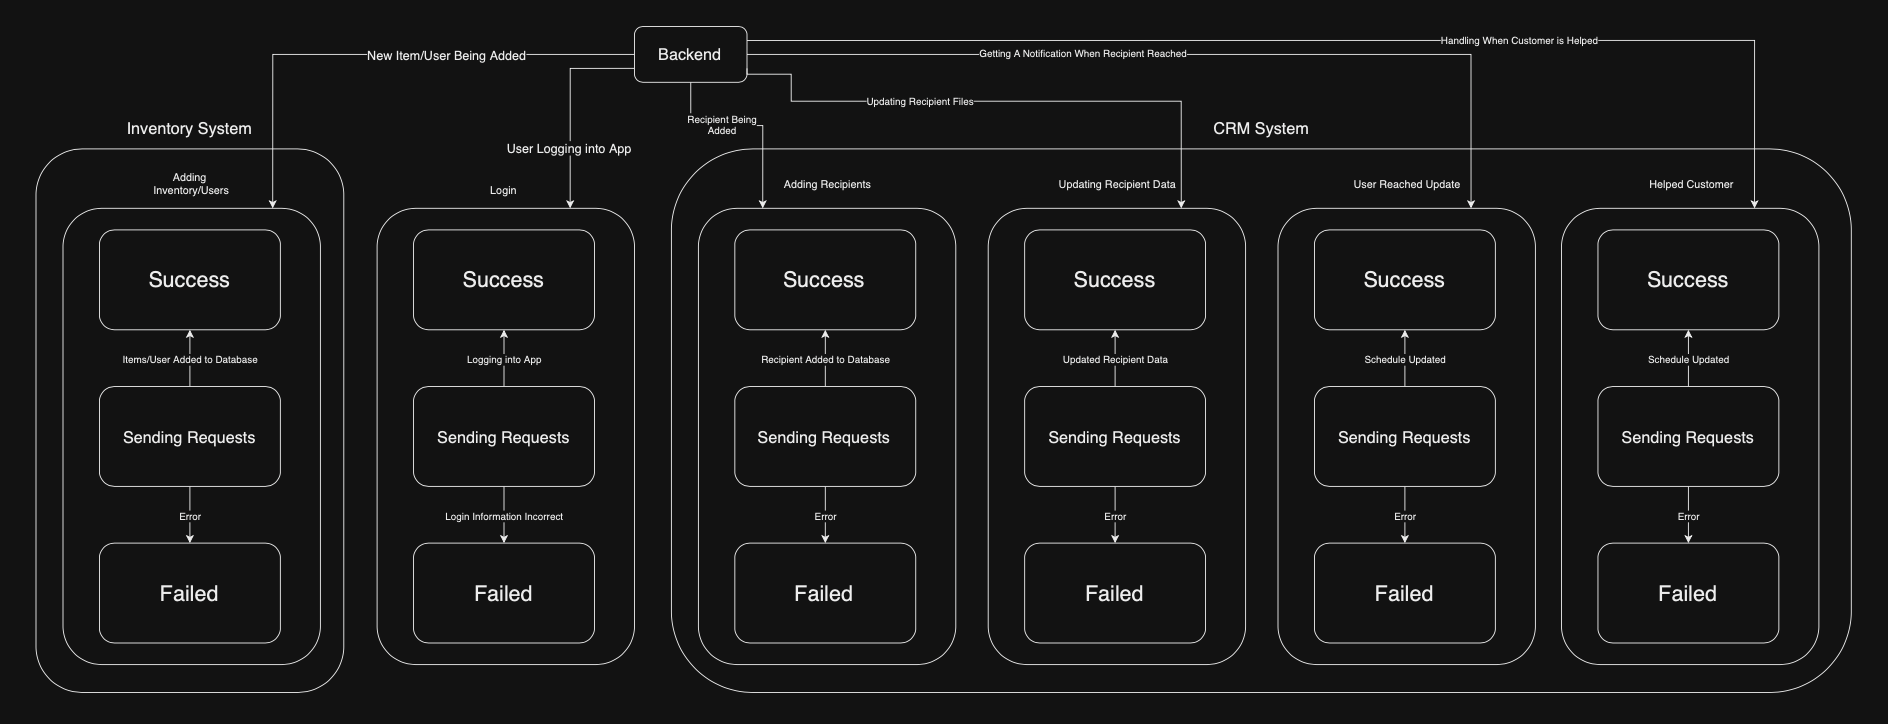 Backend
Handling When Customer is Helped
New Item/User Being Added
Getting A Notification When Recipient Reached
Updating Recipient Files
Recipient Being
Added
Inventory System
User Logging into App
CRM System
Adding
Inventory/Users
Login
Adding Recipients
Updating Recipient Data
User Reached Update
Helped Customer
Success
Success
Success
Success
Success
Success
Items/User Added to Database
Logging into App
Recipient Added to Database
Updated Recipient Data
Schedule Updated
Schedule Updated
Sending Requests
Sending Requests
Sending Requests
Sending Requests
Sending Requests
Sending Requests
Error
Login Information Incorrect
Error
Error
Error
Error
Failed
Failed
Failed
Failed
Failed
Failed